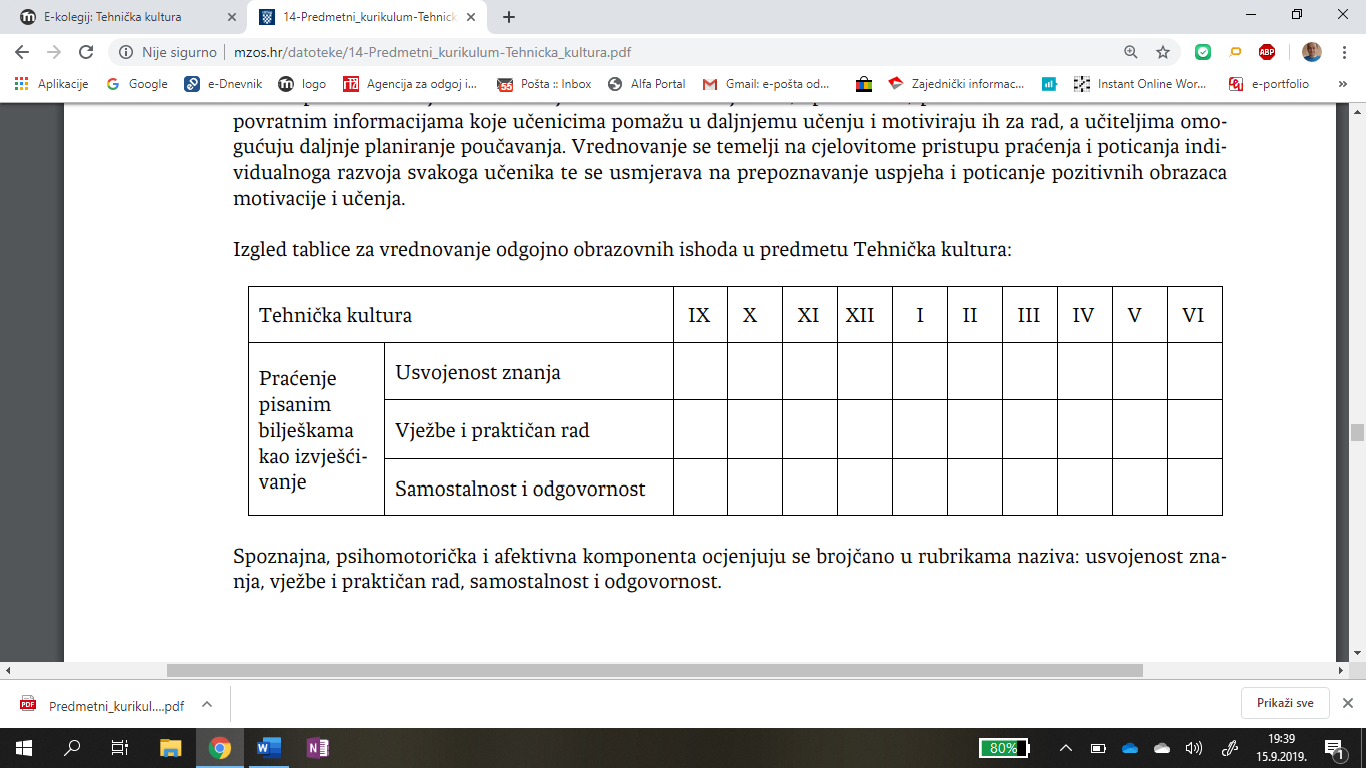 E-kolegij: Tehnička kultura
14-Predmetni_kurikulum-Tehnick
Nije sigurno | mzos.hr/datoteke/14-Predmetni_kurikulum-Tehnicka_kultura.pdf
ABP
Aplikacije Google e-Dnevnik logo Agencija za odgoj i... 55 Pošta :: Inbox Alfa Portal Gmail: e-pošta od... Zajednički informac... Instant Online Wor... e-portfolio »
povratnim informacijama koje učenicima pomažu u daljnjemu učenju i motiviraju ih za rad, a učiteljima omo-
gućuju daljnje planiranje poučavanja. Vrednovanje se temelji na cjelovitome pristupu praćenja i poticanja indi-
vidualnoga razvoja svakoga učenika te se usmjerava na prepoznavanje uspjeha i poticanje pozitivnih obrazaca
motivacije i učenja.
Izgled tablice za vrednovanje odgojno obrazovnih ishoda u predmetu Tehnička kultura:
Tehnička kultura IX X XI XII I II III IV V VI
Praćenje
pisanim
bilješkama
kao izvješći-
vanje
Usvojenost znanja
Vježbe i praktičan rad
Samostalnost i odgovornost
Spoznajna, psihomotorička i afektivna komponenta ocjenjuju se brojčano u rubrikama naziva: usvojenost zna-
nja, vježbe i praktičan rad, samostalnost i odgovornost.
PDF
Predmetni_kurikul....pdf
Prikaži sve
80%
19:39
15.9.2019.
1